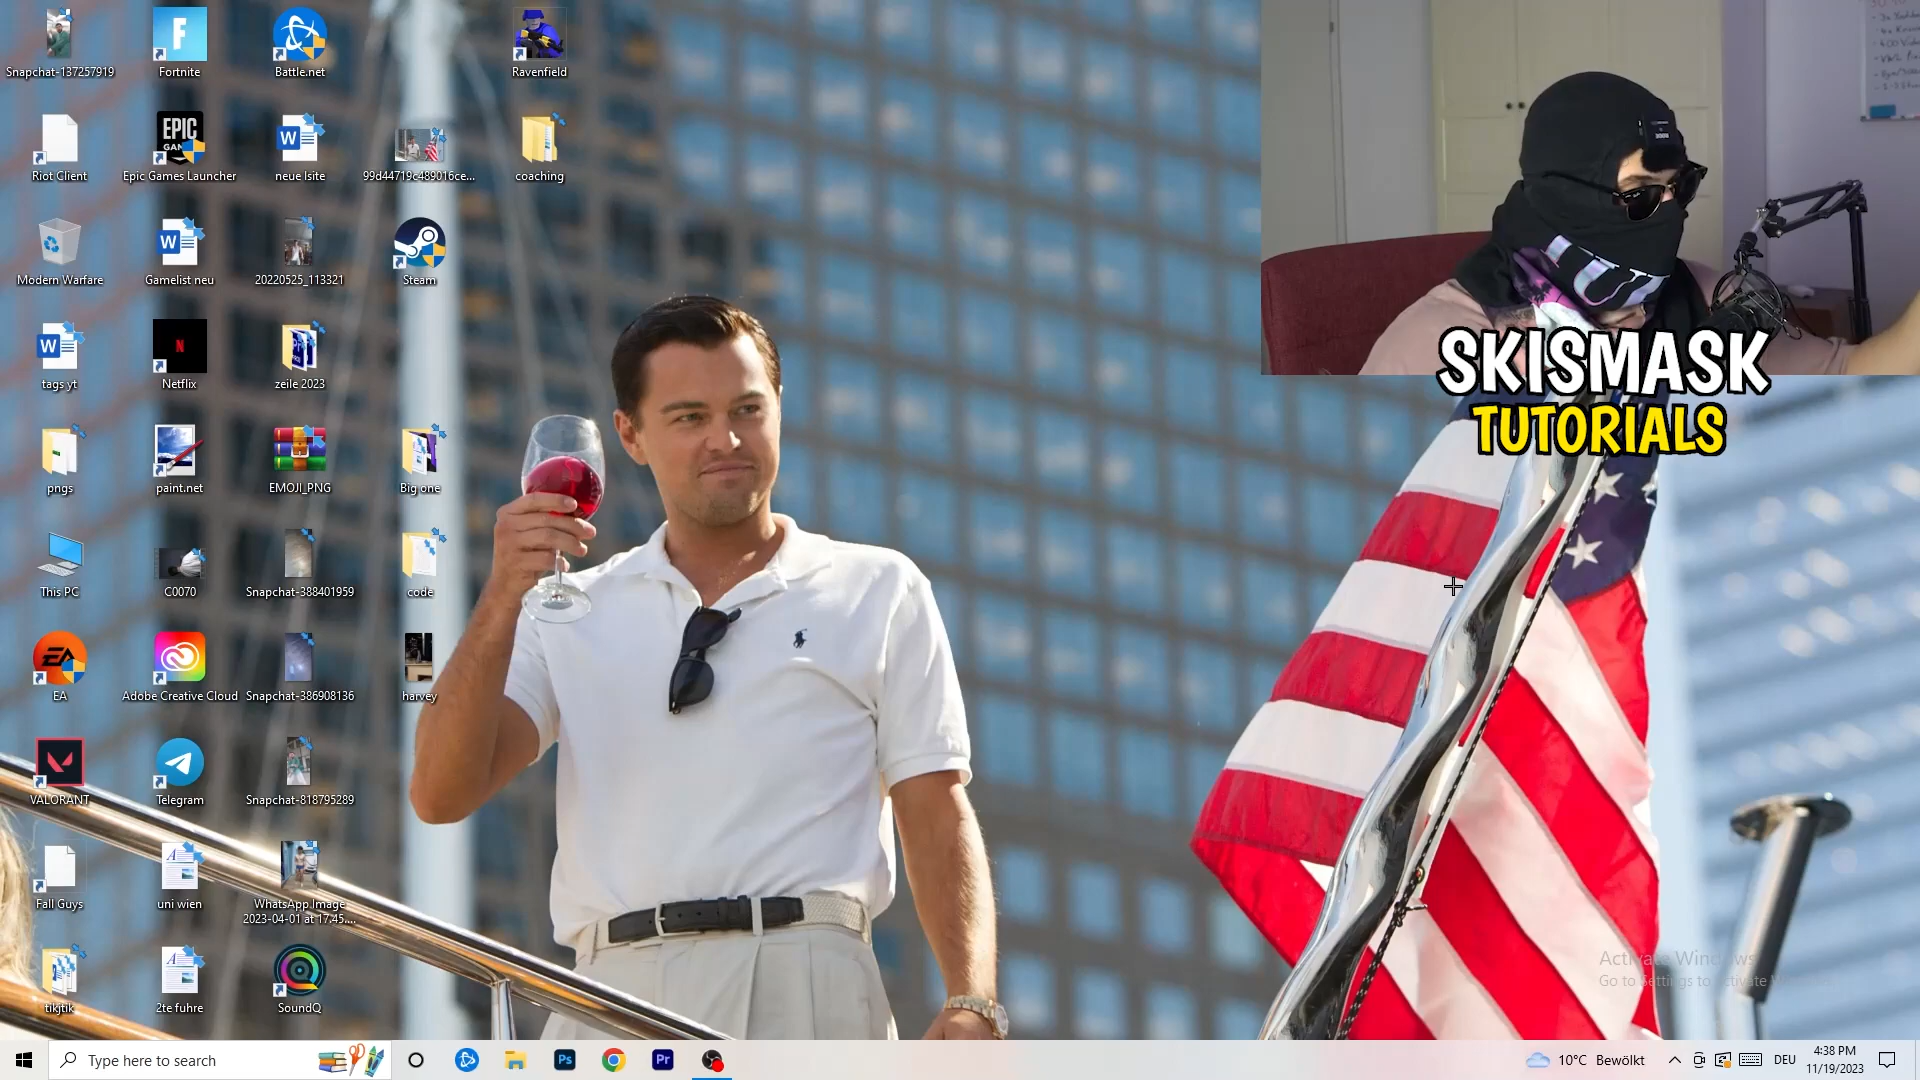 Snapchat-137257919
Fortnite
Battle.net
Ravenfield
EPIC
GAM
Riot Client
Epic Games Launcher
neue lsite
99d44719c489016ce...
coaching
Modern Warfare
Gamelist neu
20220525_113321
Steam
tags yt
Netflix
zeile 2023
pngs
paint.net
EMOJI_PNG
Big one
This PC
C0070
Snapchat-388401959
code
EA
Adobe Creative Cloud
Snapchat-386908136
harvey
VALORANT
Telegram
Snapchat-818795289
Fall Guys
uni wien
WhatsApp Image
2023-04-01 at 17.45....
tikjtik
2te fuhre
SoundQ
SKISMASK
TUTORIALS
Activate Windows
Go to Settings to activate W
Type here to search
Ps
Pr
10°C Bewölkt
DEU
4:38 PM
11/19/2023